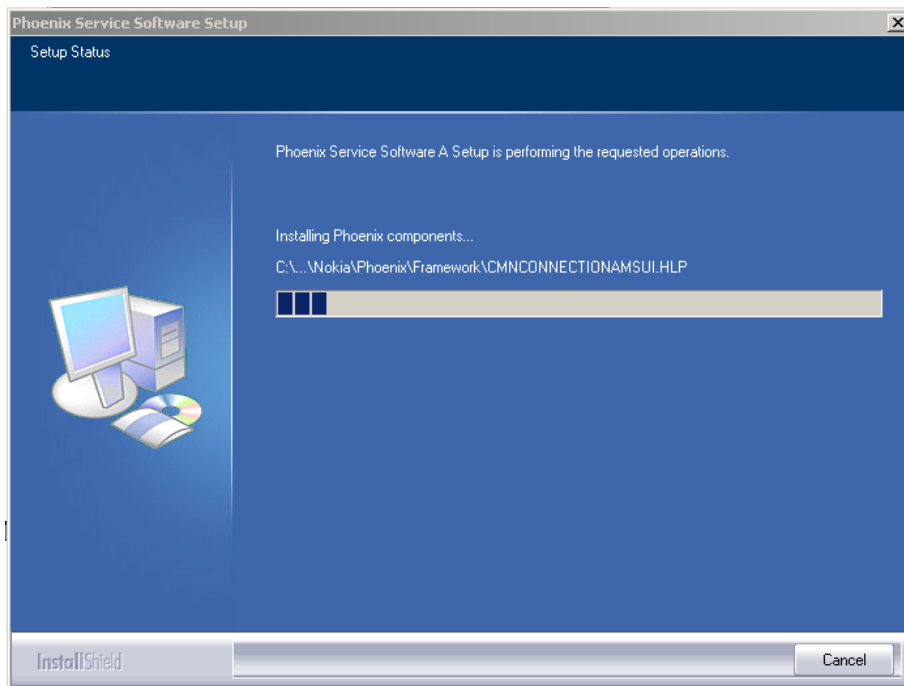 Phoenix Service Software Setup
Setup Status
Phoenix Service Software A Setup is performing the requested operations.
Installing Phoenix components...
C:\...\Nokia\Phoenix\Framework\CMNCONNECTIONAMSUI.HLP
InstallShield
Cancel